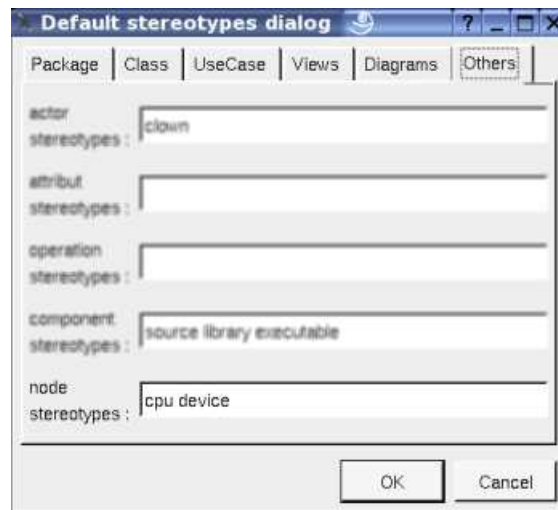 Default stereotypes dialog
Package Class UseCase Views Diagrams Others
actor
stereotypes :
clown
attribut
stereotypes :
operation
stereotypes :
component
stereotypes :
source library executable
node
stereotypes :
cpu device
OK Cancel